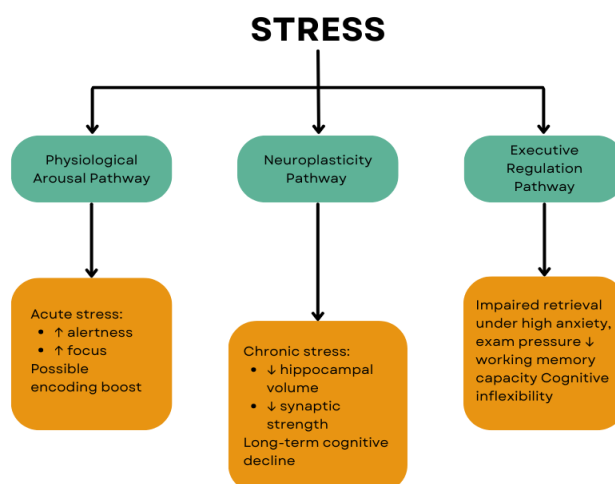 STRESS
Physiological
Arousal Pathway
Neuroplasticity
Pathway
Executive
Regulation
Pathway
Acute stress:
• ↑ alertness
• ↑ focus
Possible
encoding boost
Chronic stress:
• ↓ hippocampal
volume
• ↓ synaptic
strength
Long-term cognitive
decline
Impaired retrieval
under high anxiety,
exam pressure ↓
working memory
capacity Cognitive
inflexibility